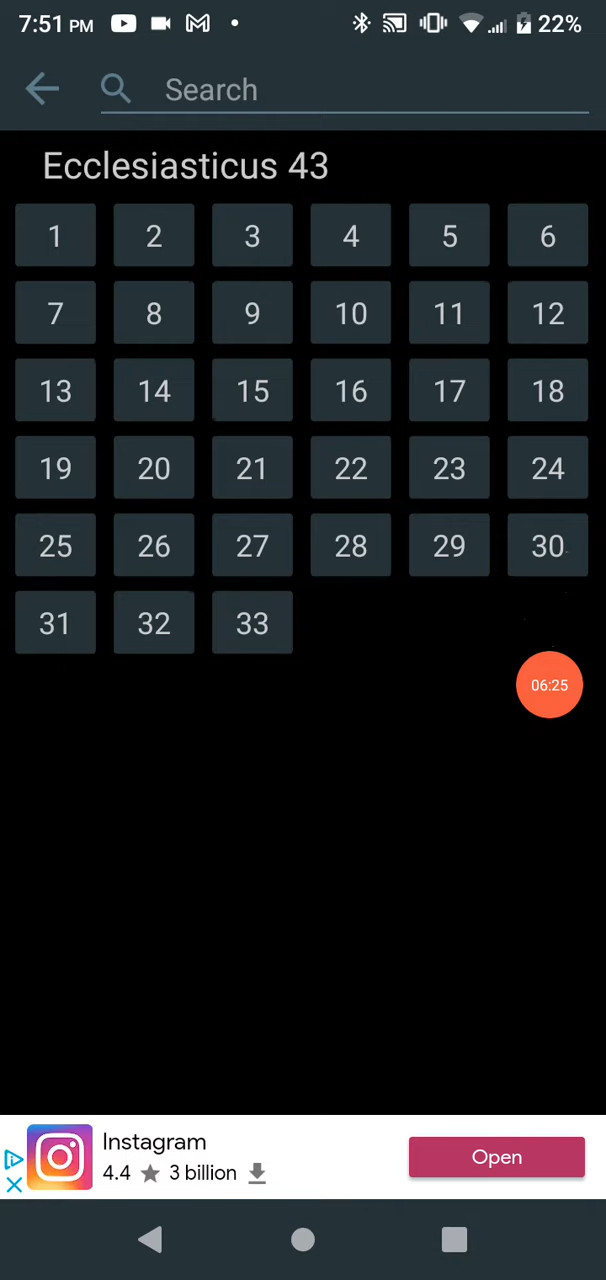 7:51 PM 22%
Search
Ecclesiasticus 43
1 2 3 4 5 6
7 8 9 10 11 12
13 14 15 16 17 18
19 20 21 22 23 24
25 26 27 28 29 30
31 32 33
06:25
Instagram
4.4 ★ 3 billion
Open